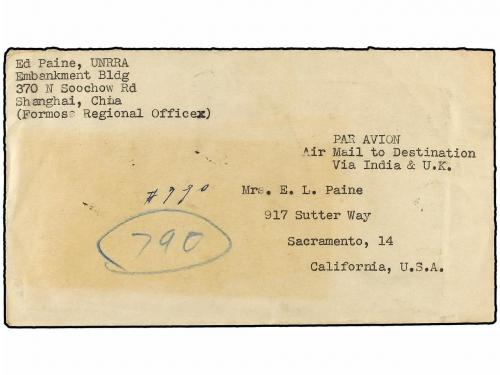 Ed Paine, UNRRA
Embankment Bldg
370 N Soochow Rd
Shanghai, China
(Formosa Regional Officex)
PAR AVION
Air Mail to Destination
Via India & U.K.
#990
Mrs. E. L. Paine
790
917 Sutter Way
Sacramento, 14
California, U.S.A.